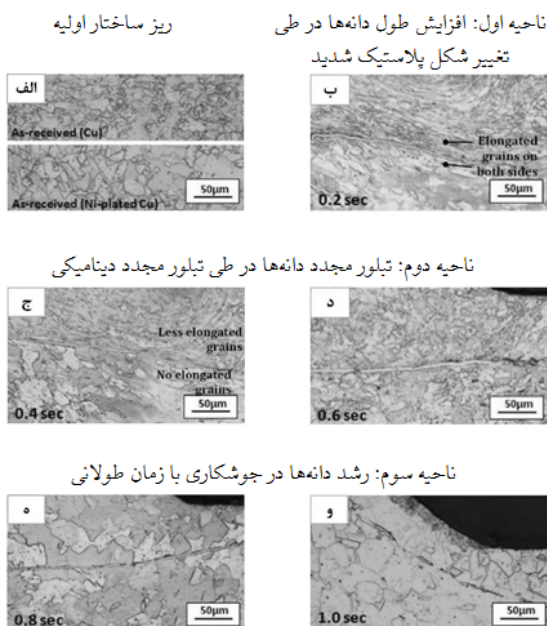 ریز ساختار اولیه
ناحیه اول: افزایش طول دانه‌ها در طی
تغییر شکل پلاستیک شدید
الف
As-received (Cu)
As-received (Ni-plated Cu)
50μm
ب
Elongated
grains on
both sides
50μm
0.2 sec
ناحیه دوم: تبلور مجدد دانه‌ها در طی تبلور مجدد دینامیکی
ج
Less elongated
grains
No elongated
grains
50μm
0.4 sec
د
50μm
0.6 sec
ناحیه سوم: رشد دانه‌ها در جوشکاری با زمان طولانی
ه
50μm
0.8 sec
و
50μm
1.0 sec